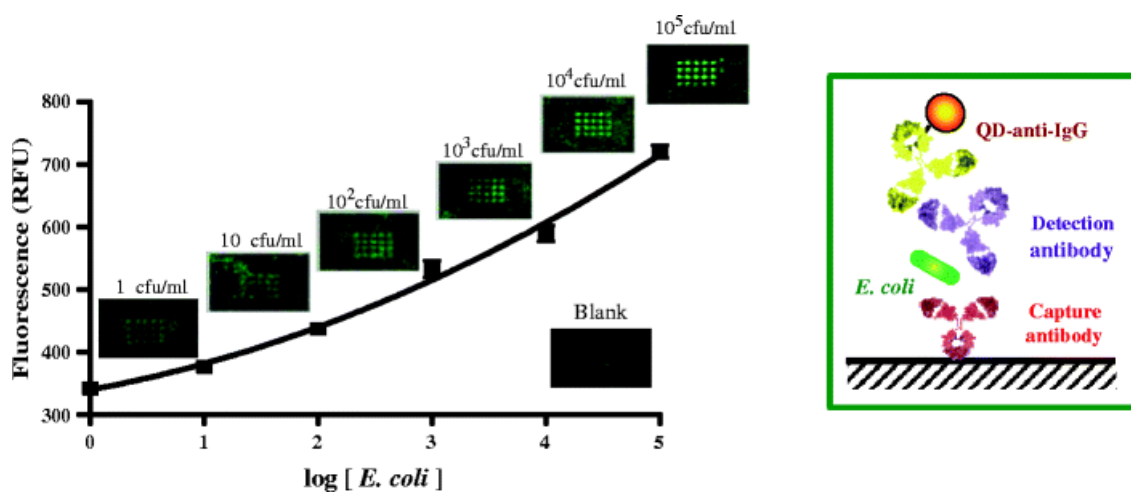 10⁵cfu/ml
10⁴cfu/ml
10³cfu/ml
10²cfu/ml
10 cfu/ml
1 cfu/ml
Blank
Fluorescence (RFU)
800
700
600
500
400
300
0 1 2 3 4 5
log [ E. coli ]
QD-anti-IgG
Detection
antibody
E. coli
Capture
antibody